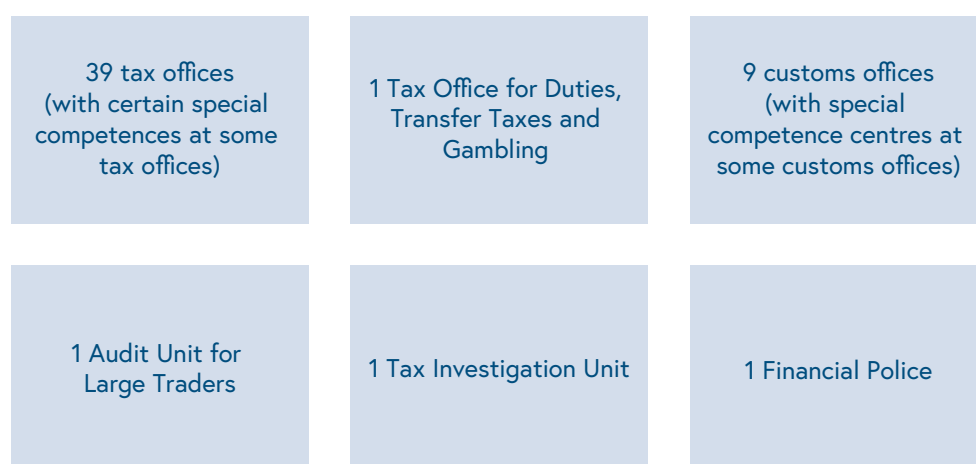 39 tax offices
(with certain special
competences at some
tax offices)
1 Tax Office for Duties,
Transfer Taxes and
Gambling
9 customs offices
(with special
competence centres at
some customs offices)
1 Audit Unit for
Large Traders
1 Tax Investigation Unit
1 Financial Police